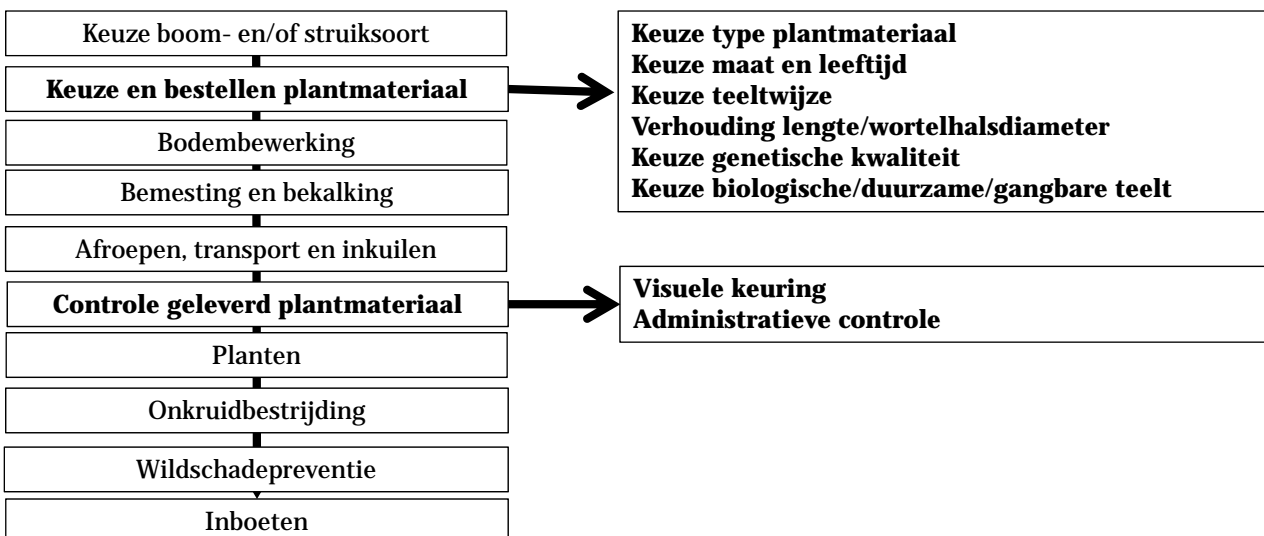 Keuze boom- en/of struiksoort
Keuze en bestellen plantmateriaal
Bodembewerking
Bemesting en bekalking
Afroepen, transport en inkuilen
Controle geleverd plantmateriaal
Planten
Onkruidbestrijding
Wildschadepreventie
Inboeten
Keuze type plantmateriaal
Keuze maat en leeftijd
Keuze teeltwijze
Verhouding lengte/wortelhalsdiameter
Keuze genetische kwaliteit
Keuze biologische/duurzame/gangbare teelt
Visuele keuring
Administratieve controle